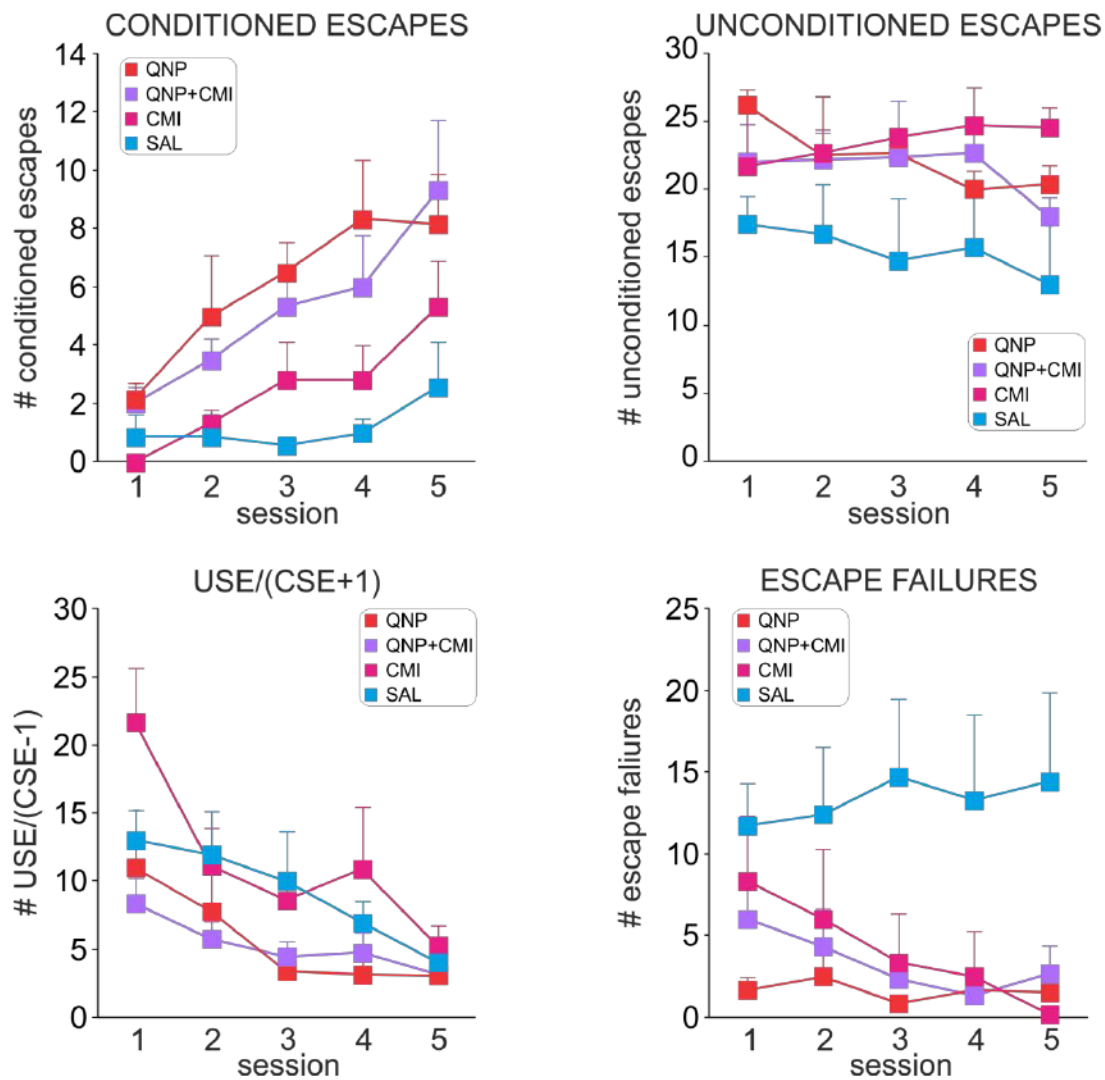 CONDITIONED ESCAPES
# conditioned escapes
14
12
10
8
6
4
2
0
QNP
QNP+CMI
CMI
SAL
1 2 3 4 5
session
UNCONDITIONED ESCAPES
# unconditioned escapes
30
25
20
15
10
5
0
QNP
QNP+CMI
CMI
SAL
1 2 3 4 5
session
USE/(CSE+1)
# USE/(CSE-1)
30
25
20
15
10
5
0
QNP
QNP+CMI
CMI
SAL
1 2 3 4 5
session
ESCAPE FAILURES
# escape failures
25
20
15
10
5
0
QNP
QNP+CMI
CMI
SAL
1 2 3 4 5
session